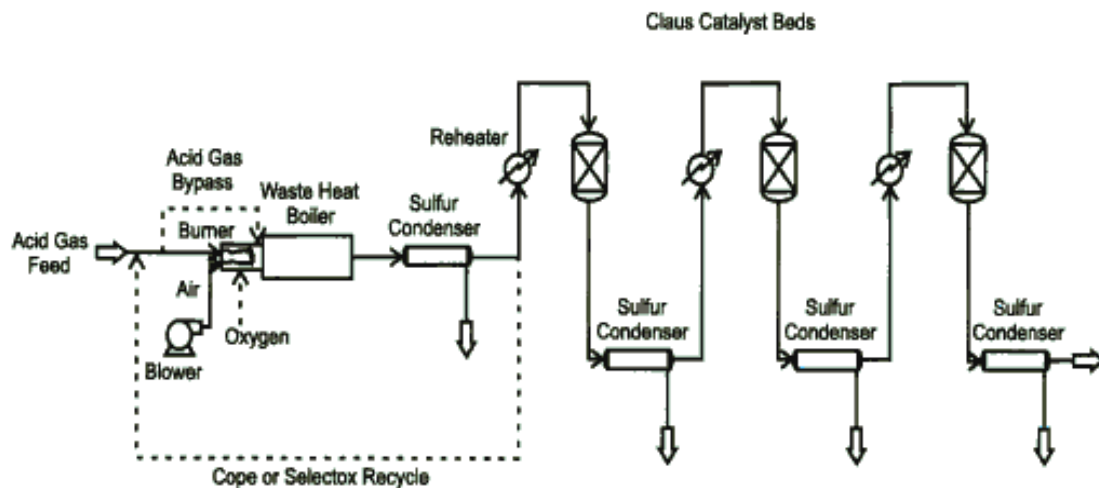 Claus Catalyst Beds
Reheater
Acid Gas
Bypass
Waste Heat
Boiler
Sulfur
Condenser
Burner
Acid Gas
Feed
Air
Oxygen
Blower
Sulfur
Condenser
Sulfur
Condenser
Sulfur
Condenser
Cope or Selectox Recycle